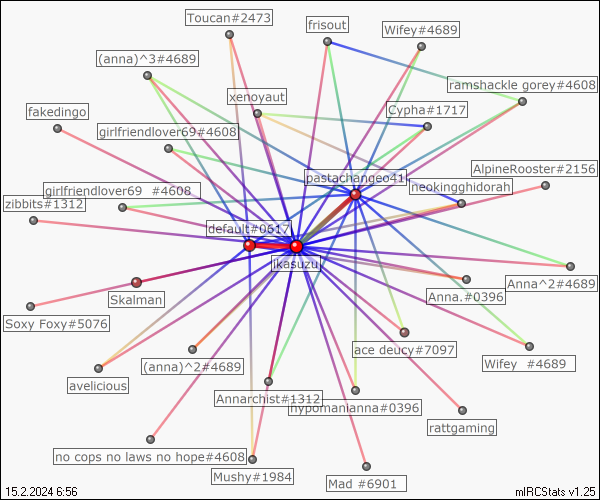 Toucan#2473
frisout
Wifey#4689
(anna)^3#4689
xenoyaut
ramshackle gorey#4608
fakedingo
Cypha#1717
girlfriendlover69#4608
AlpineRooster#2156
pastachangeo41
neokingghidorah
girlfriendlover69 #4608
zibbits#1312
default#0617
jkasuzu
Skalman
Anna.#0396
Anna^2#4689
Soxy Foxy#5076
ace deucy#7097
(anna)^2#4689
Wifey #4689
avelicious
Annarchist#1312
hypomanianna#0396
rattgaming
no cops no laws no hope#4608
Mushy#1984
Mad #6901
15.2.2024 6:56
mIRCStats v1.25